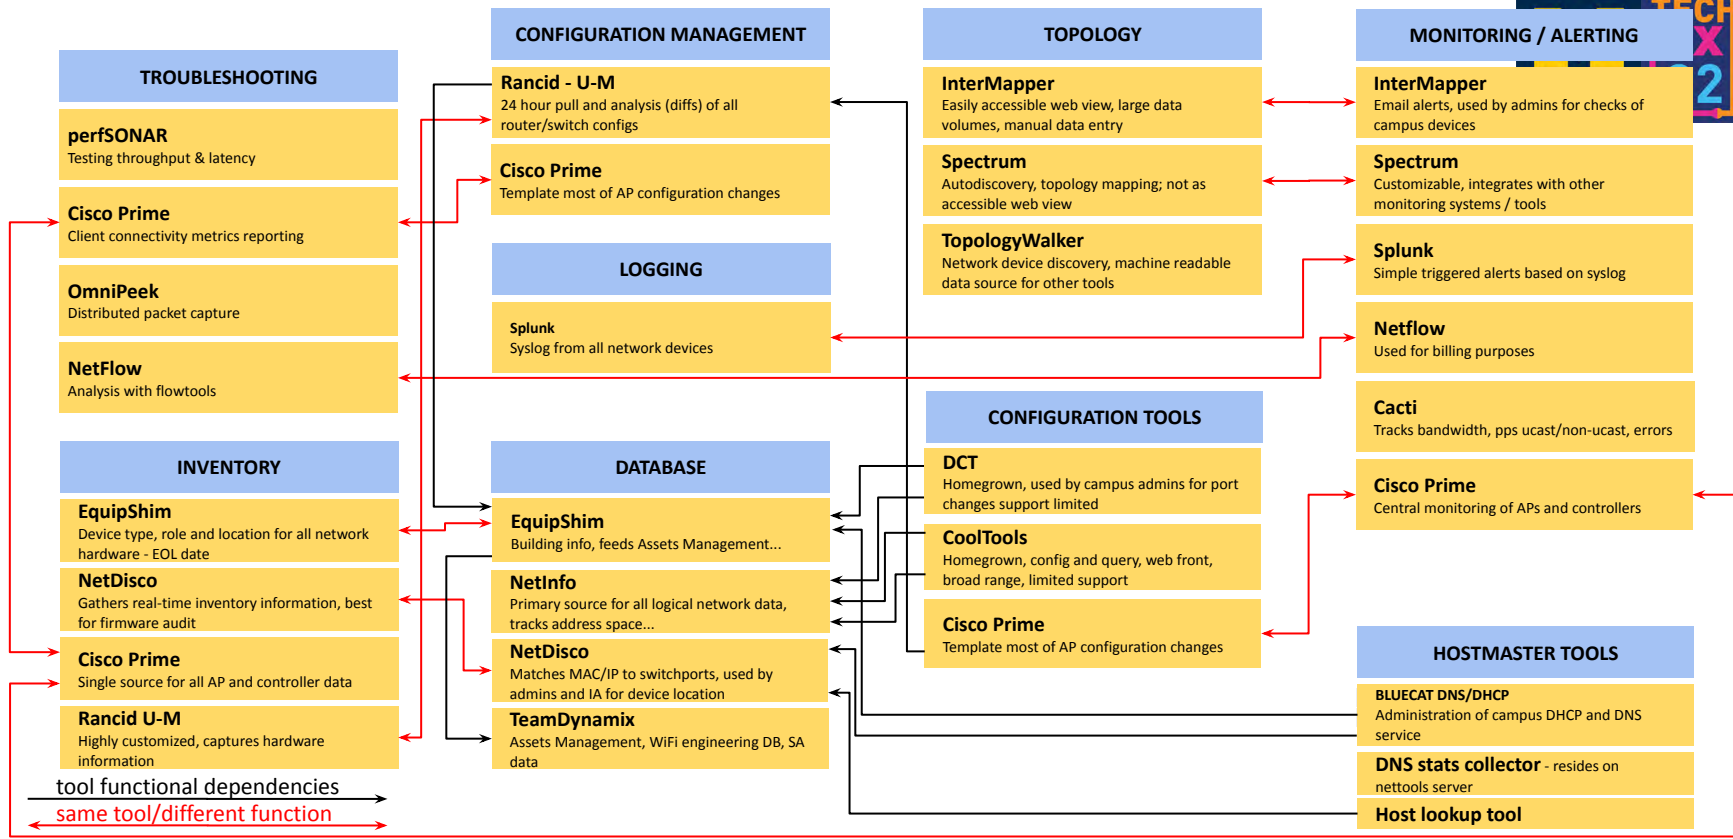 TROUBLESHOOTING
perfSONAR
Testing throughput & latency
Cisco Prime
Client connectivity metrics reporting
OmniPeek
Distributed packet capture
NetFlow
Analysis with flowtools
CONFIGURATION MANAGEMENT
Rancid - U-M
24 hour pull and analysis (diffs) of all
router/switch configs
Cisco Prime
Template most of AP configuration changes
LOGGING
Splunk
Syslog from all network devices
TOPOLOGY
InterMapper
Easily accessible web view, large data
volumes, manual data entry
Spectrum
Autodiscovery, topology mapping; not as
accessible web view
TopologyWalker
Network device discovery, machine readable
data source for other tools
TECH
X
2
MONITORING / ALERTING
InterMapper
Email alerts, used by admins for checks of
campus devices
Spectrum
Customizable, integrates with other
monitoring systems / tools
Splunk
Simple triggered alerts based on syslog
Netflow
Used for billing purposes
Cacti
Tracks bandwidth, pps ucast/non-ucast, errors
Cisco Prime
Central monitoring of APs and controllers
INVENTORY
EquipShim
Device type, role and location for all network
hardware - EOL date
NetDisco
Gathers real-time inventory information, best
for firmware audit
Cisco Prime
Single source for all AP and controller data
Rancid U-M
Highly customized, captures hardware
information
DATABASE
EquipShim
Building info, feeds Assets Management...
NetInfo
Primary source for all logical network data,
tracks address space...
NetDisco
Matches MAC/IP to switchports, used by
admins and IA for device location
TeamDynamix
Assets Management, WiFi engineering DB, SA
data
CONFIGURATION TOOLS
DCT
Homegrown, used by campus admins for port
changes support limited
CoolTools
Homegrown, config and query, web front,
broad range, limited support
Cisco Prime
Template most of AP configuration changes
HOSTMASTER TOOLS
BLUECAT DNS/DHCP
Administration of campus DHCP and DNS
service
DNS stats collector - resides on
nettools server
Host lookup tool
tool functional dependencies
same tool/different function